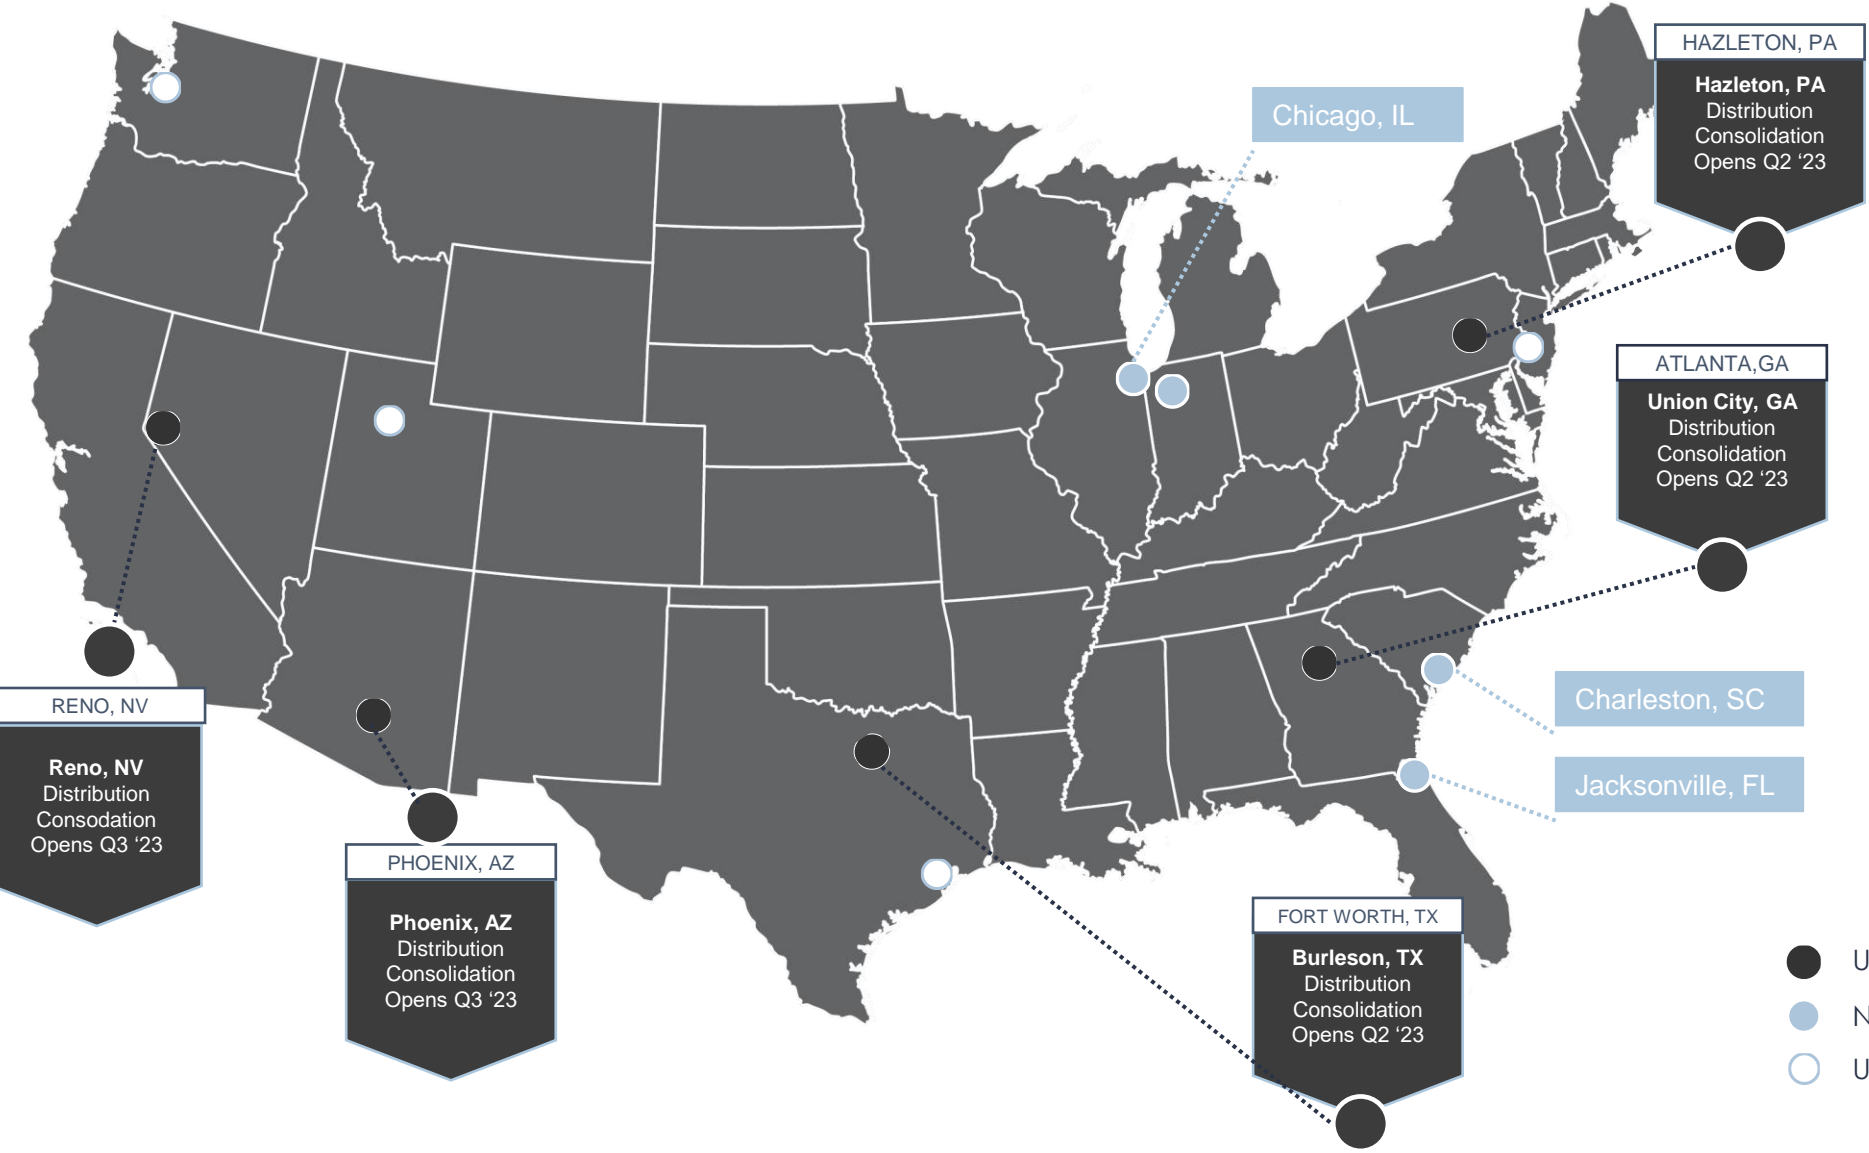 HAZLETON, PA
Hazleton, PA
Distribution
Consolidation
Opens Q2 ‘23
Chicago, IL
ATLANTA,GA
Union City, GA
Distribution
Consolidation
Opens Q2 ‘23
Charleston, SC
Jacksonville, FL
RENO, NV
Reno, NV
Distribution
Consodation
Opens Q3 ‘23
PHOENIX, AZ
Phoenix, AZ
Distribution
Consolidation
Opens Q3 ‘23
FORT WORTH, TX
Burleson, TX
Distribution
Consolidation
Opens Q2 ‘23
U
N
U